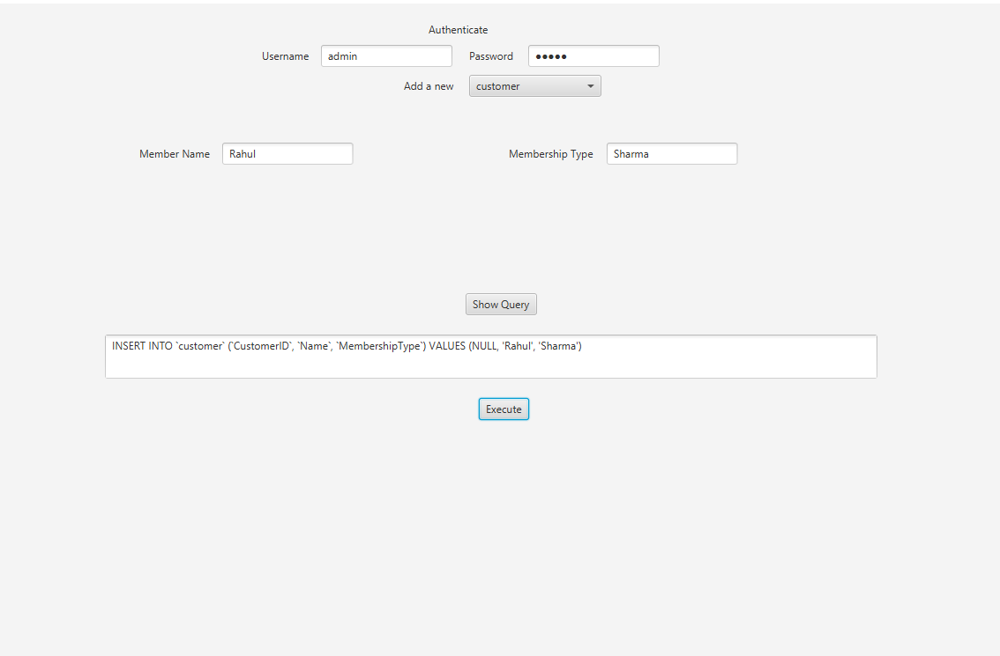 Authenticate
Username admin Password ●●●●●
Add a new customer
Member Name Rahul Membership Type Sharma
Show Query
INSERT INTO `customer` (`CustomerID`, `Name`, `MembershipType`) VALUES (NULL, 'Rahul', 'Sharma')
Execute